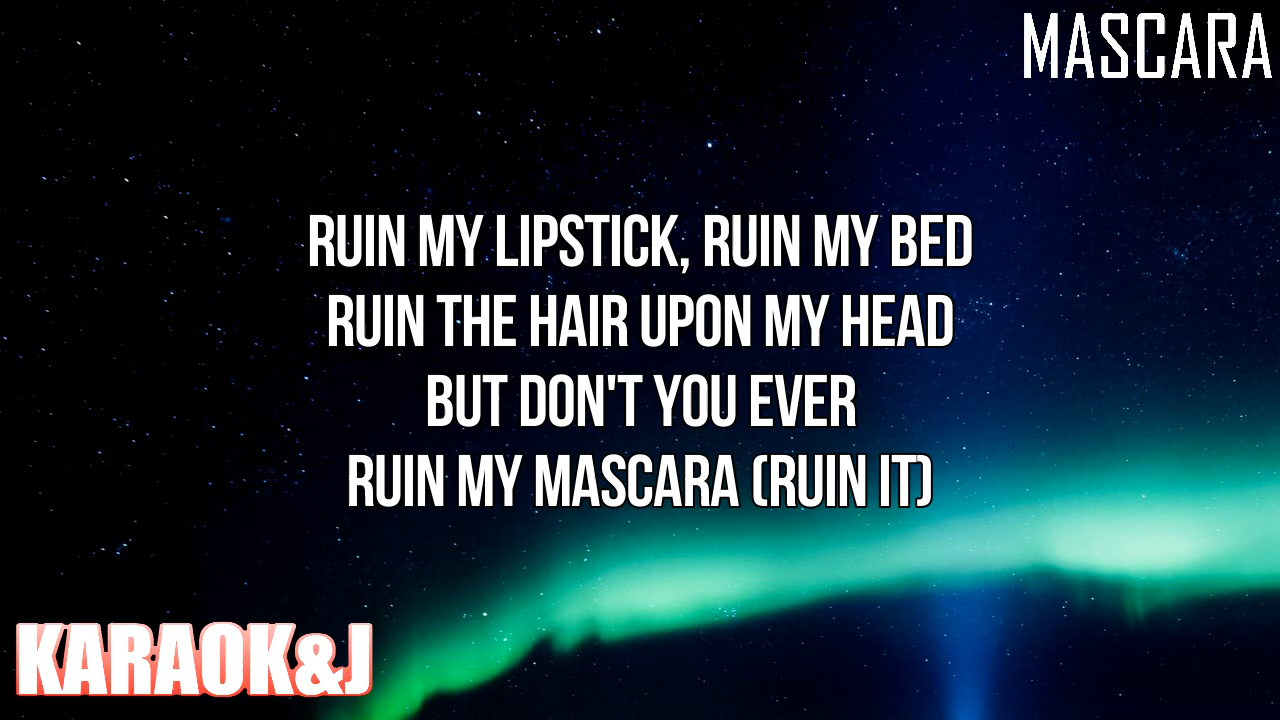 MASCARA
RUIN MY LIPSTICK, RUIN MY BED
RUIN THE HAIR UPON MY HEAD
BUT DON'T YOU EVER
RUIN MY MASCARA (RUIN IT)
KARAOK&J